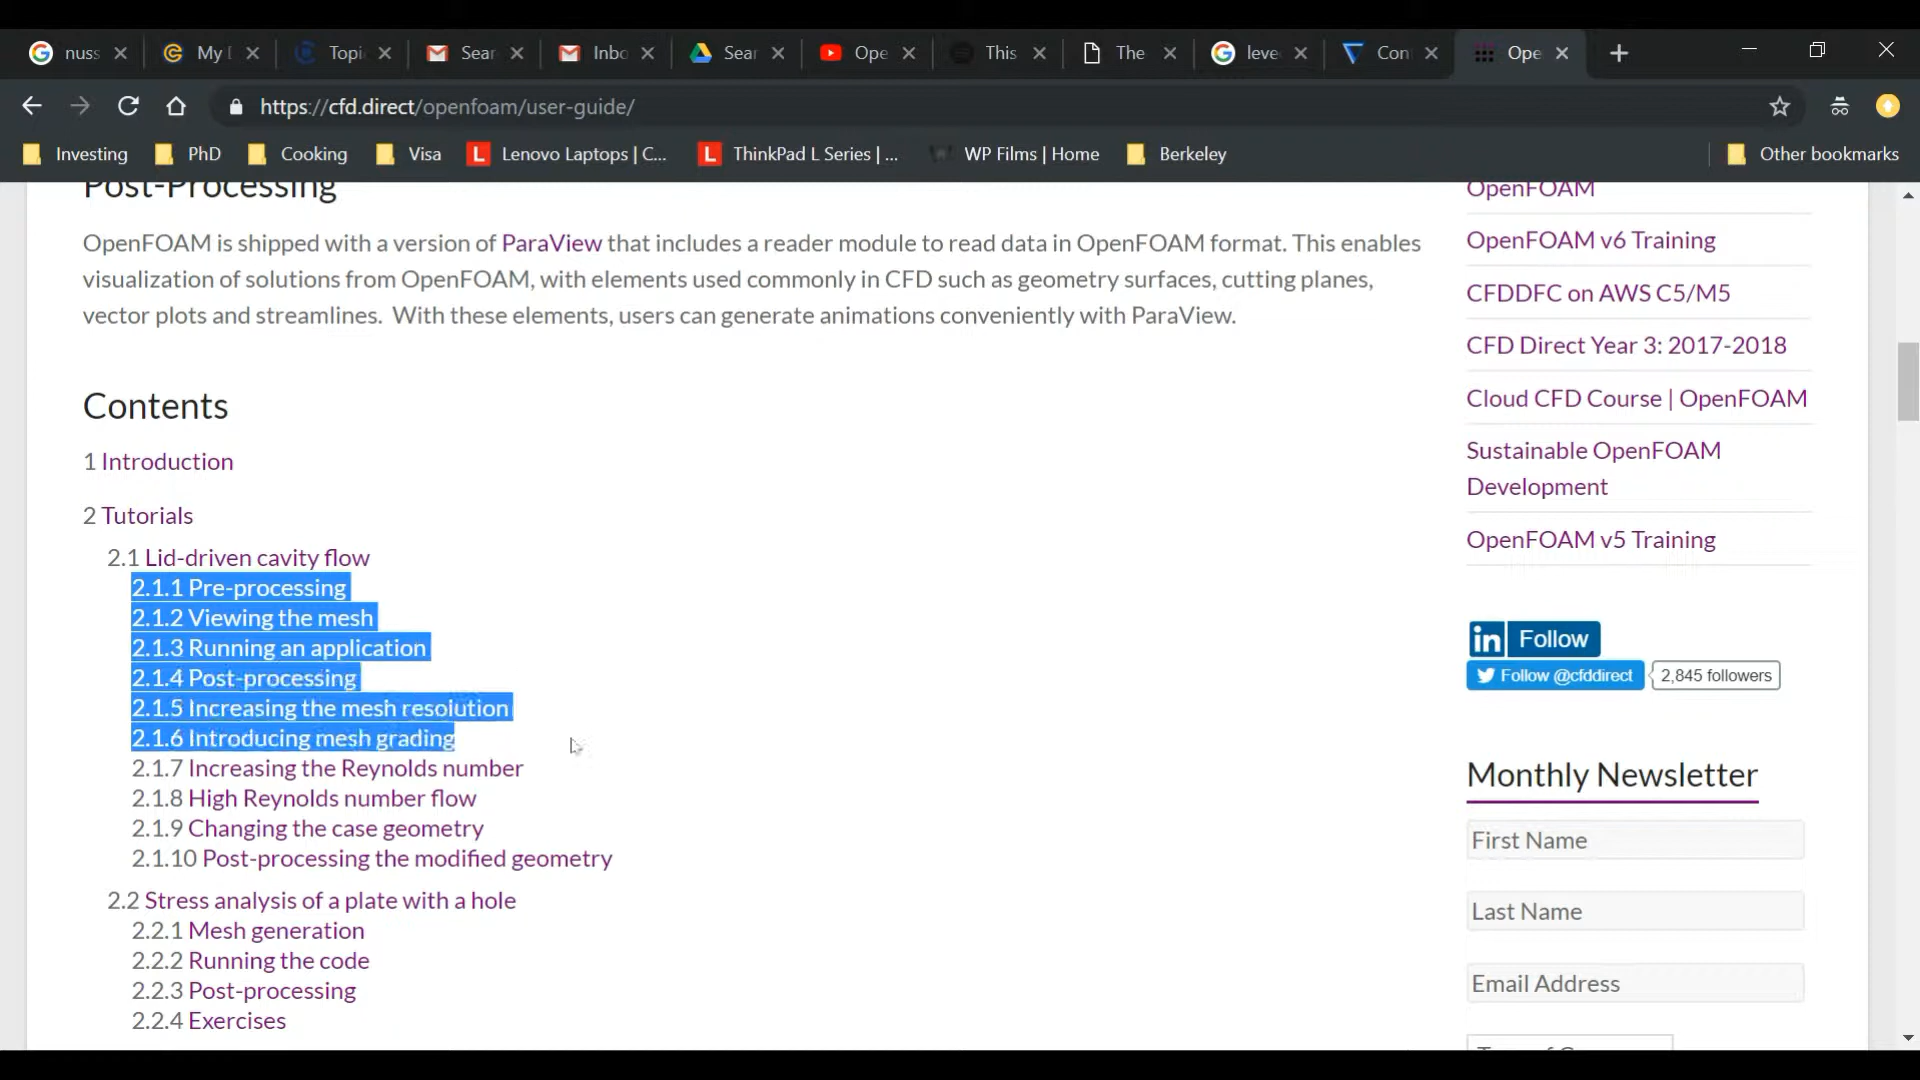 nuss
My
Topi
Sear
Inbo
Sear
Ope
This
The
leve
Con
Ope
https://cfd.direct/openfoam/user-guide/
Investing
PhD
Cooking
Visa
Lenovo Laptops | C...
ThinkPad L Series | ...
WP Films | Home
Berkeley
Other bookmarks
Post-Processing
OpenFOAM is shipped with a version of ParaView that includes a reader module to read data in OpenFOAM format. This enables
visualization of solutions from OpenFOAM, with elements used commonly in CFD such as geometry surfaces, cutting planes,
vector plots and streamlines. With these elements, users can generate animations conveniently with ParaView.
Contents
1 Introduction
2 Tutorials
2.1 Lid-driven cavity flow
2.1.1 Pre-processing
2.1.2 Viewing the mesh
2.1.3 Running an application
2.1.4 Post-processing
2.1.5 Increasing the mesh resolution
2.1.6 Introducing mesh grading
2.1.7 Increasing the Reynolds number
2.1.8 High Reynolds number flow
2.1.9 Changing the case geometry
2.1.10 Post-processing the modified geometry
2.2 Stress analysis of a plate with a hole
2.2.1 Mesh generation
2.2.2 Running the code
2.2.3 Post-processing
2.2.4 Exercises
OpenFOAM
OpenFOAM v6 Training
CFDDFC on AWS C5/M5
CFD Direct Year 3: 2017-2018
Cloud CFD Course | OpenFOAM
Sustainable OpenFOAM
Development
OpenFOAM v5 Training
in Follow
Follow @cfddirect
2,845 followers
Monthly Newsletter
First Name
Last Name
Email Address